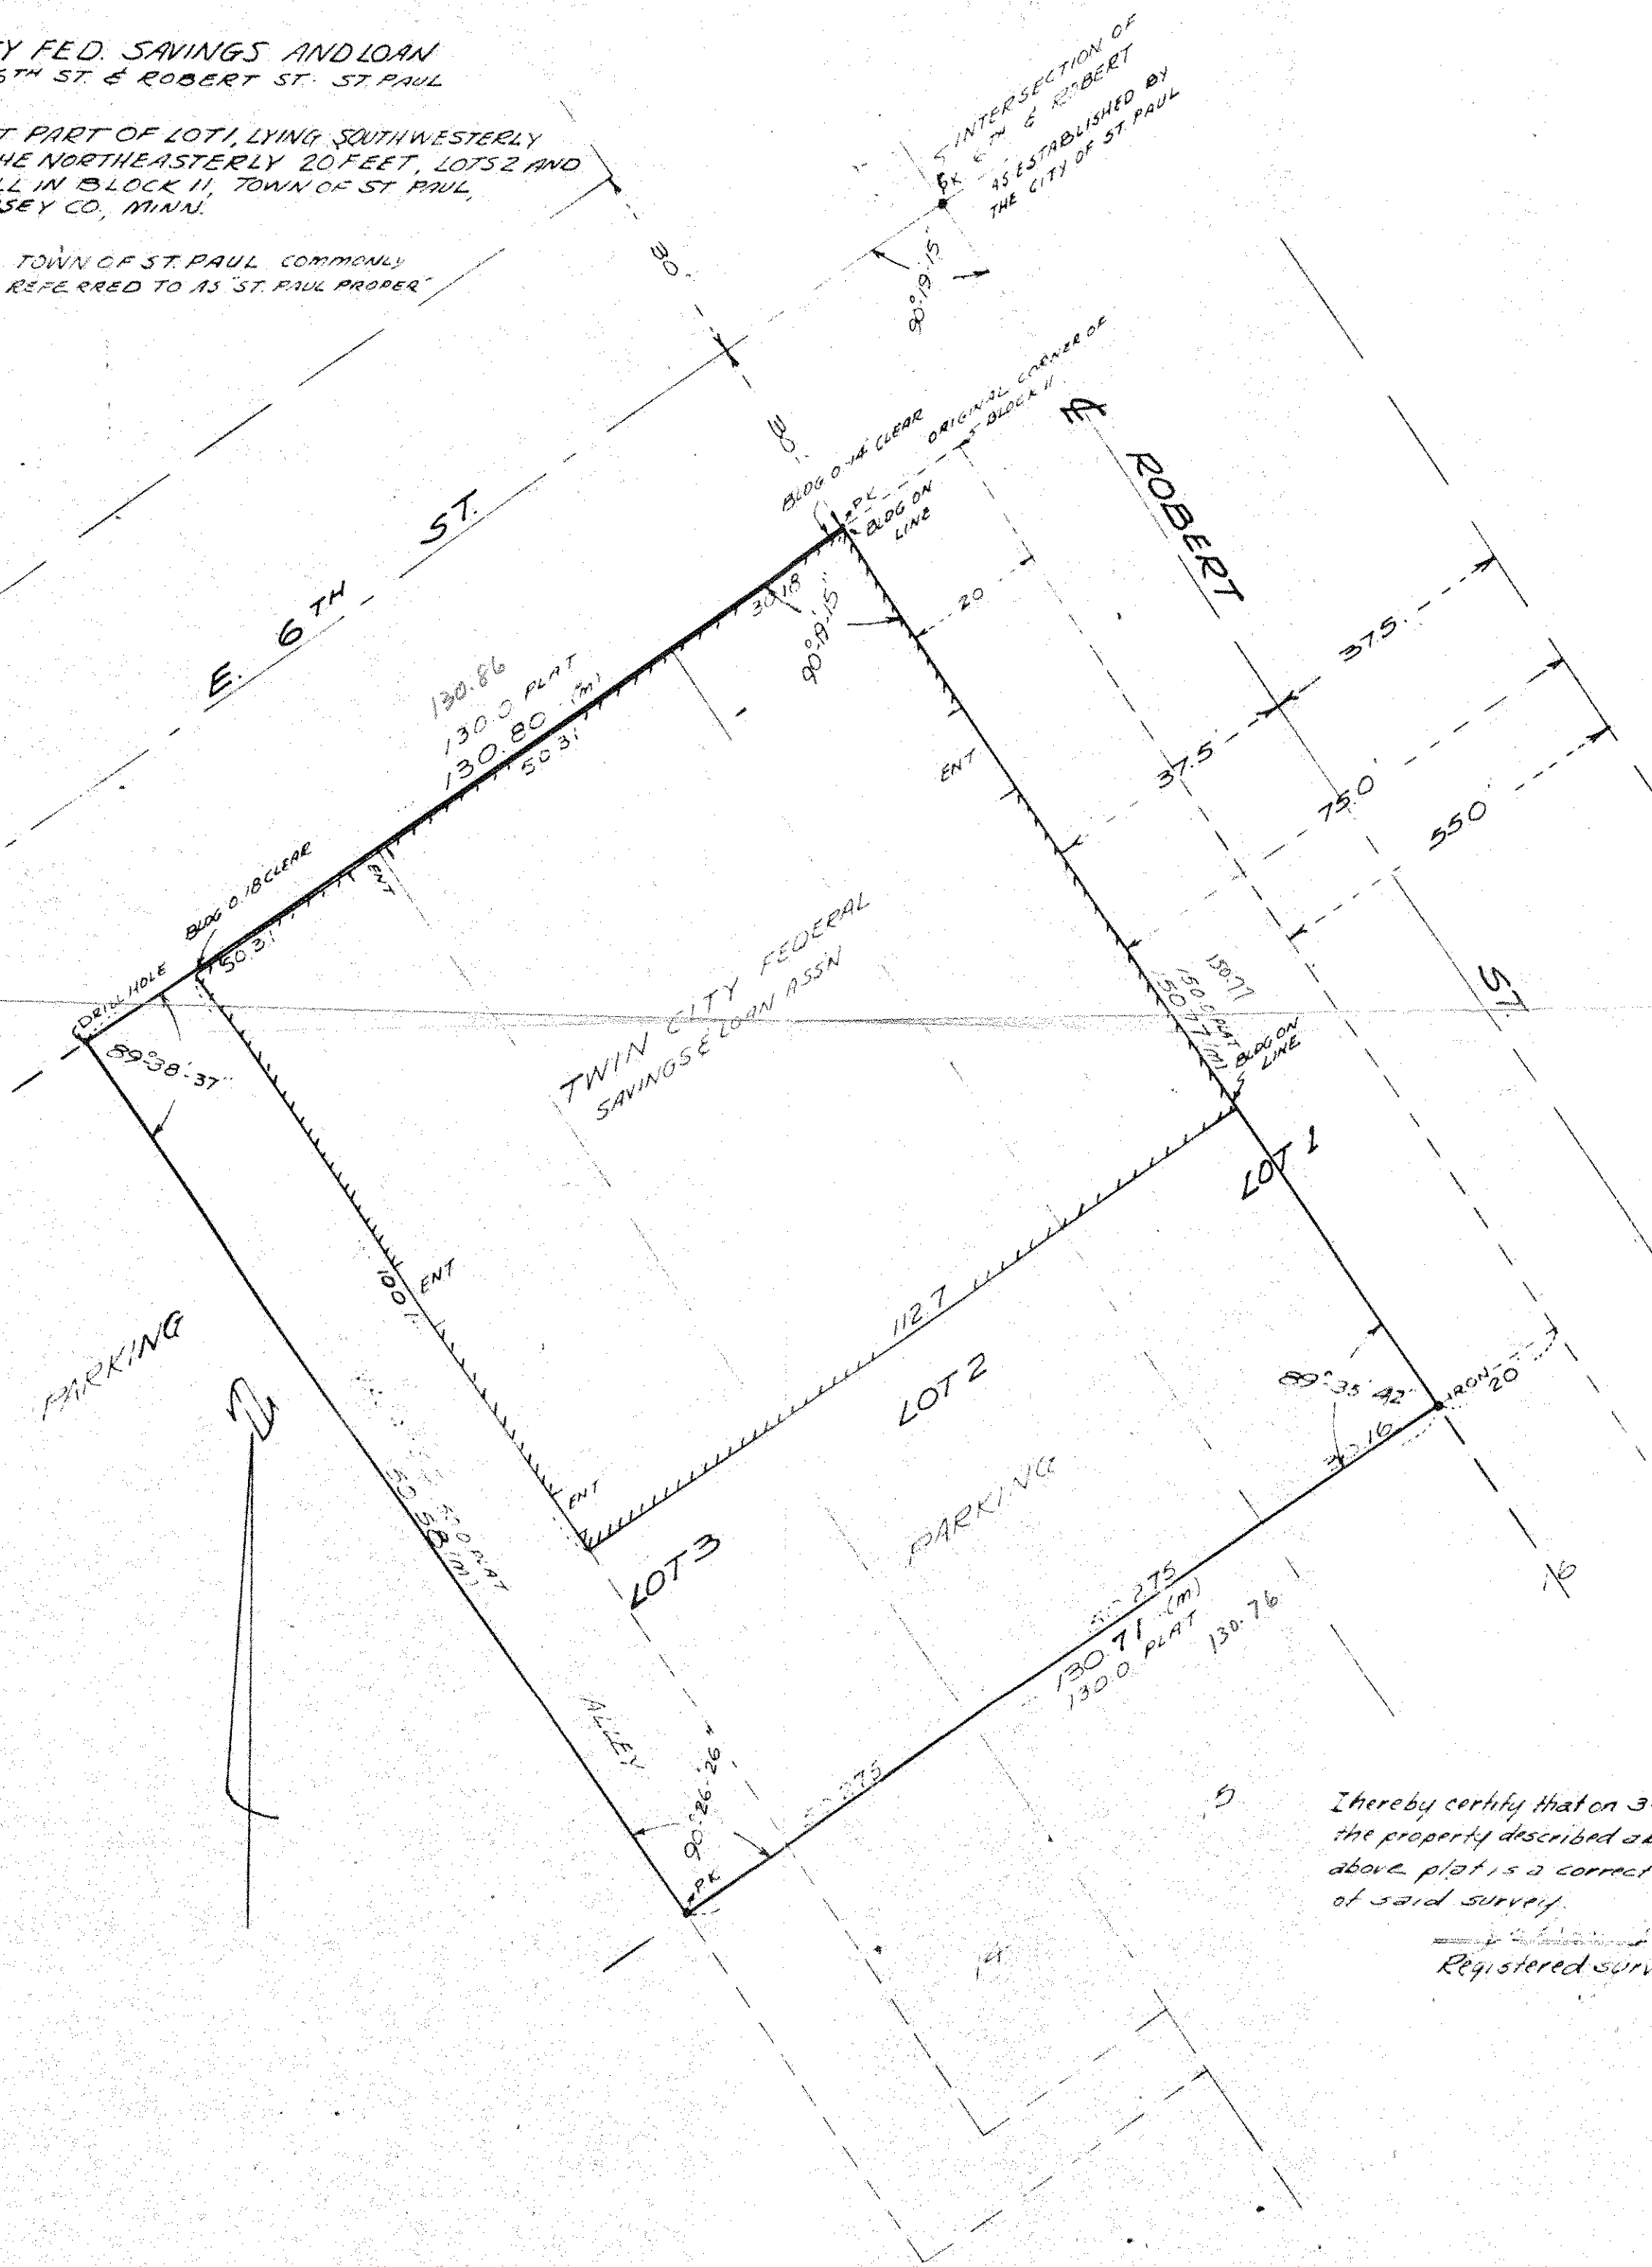 Y FED. SAVINGS AND LOAN
6TH ST. & ROBERT ST. ST. PAUL
T PART OF LOT 1, LYING SOUTHWESTERLY
HE NORTHEASTERLY 20 FEET, LOTS 2 AND
LL IN BLOCK 11, TOWN OF ST PAUL,
SEY CO., MINN.
TOWN OF ST. PAUL COMMONLY
REFERRED TO AS "ST. PAUL PROPER"
INTERSECTION OF
6TH & ROBERT
AS ESTABLISHED BY
THE CITY OF ST. PAUL
PK
90°-19'-15"
30.
30.
ORIGINAL CORNER OF
BLOCK 11
BLDG 0.14 CLEAR
PK
BLDG ON
LINE
ROBERT
ST.
E. 6TH ST.
30.18
90°-19'-15"
20
130.86
130.0 PLAT
130.80 (m)
50.31
ENT
37.5
37.5
75.0
550
BLDG 0.18 CLEAR
50.31
ENT
DRILL HOLE
89°-38'-37"
TWIN CITY FEDERAL
SAVINGS & LOAN ASSN
150.77
150.0 PLAT
150.77 (m)
BLDG ON
LINE
LOT 1
100.1
ENT
112.7
PARKING
LOT 2
89°-35'-42"
IRON
20
ENT
LOT 3
PARKING
130.71 (m)
130.0 PLAT
130.76
16
ALLEY
90°-26'-26"
PK
I hereby certify that on 3
the property described ab
above plat is a correct
of said survey.
Registered Surv